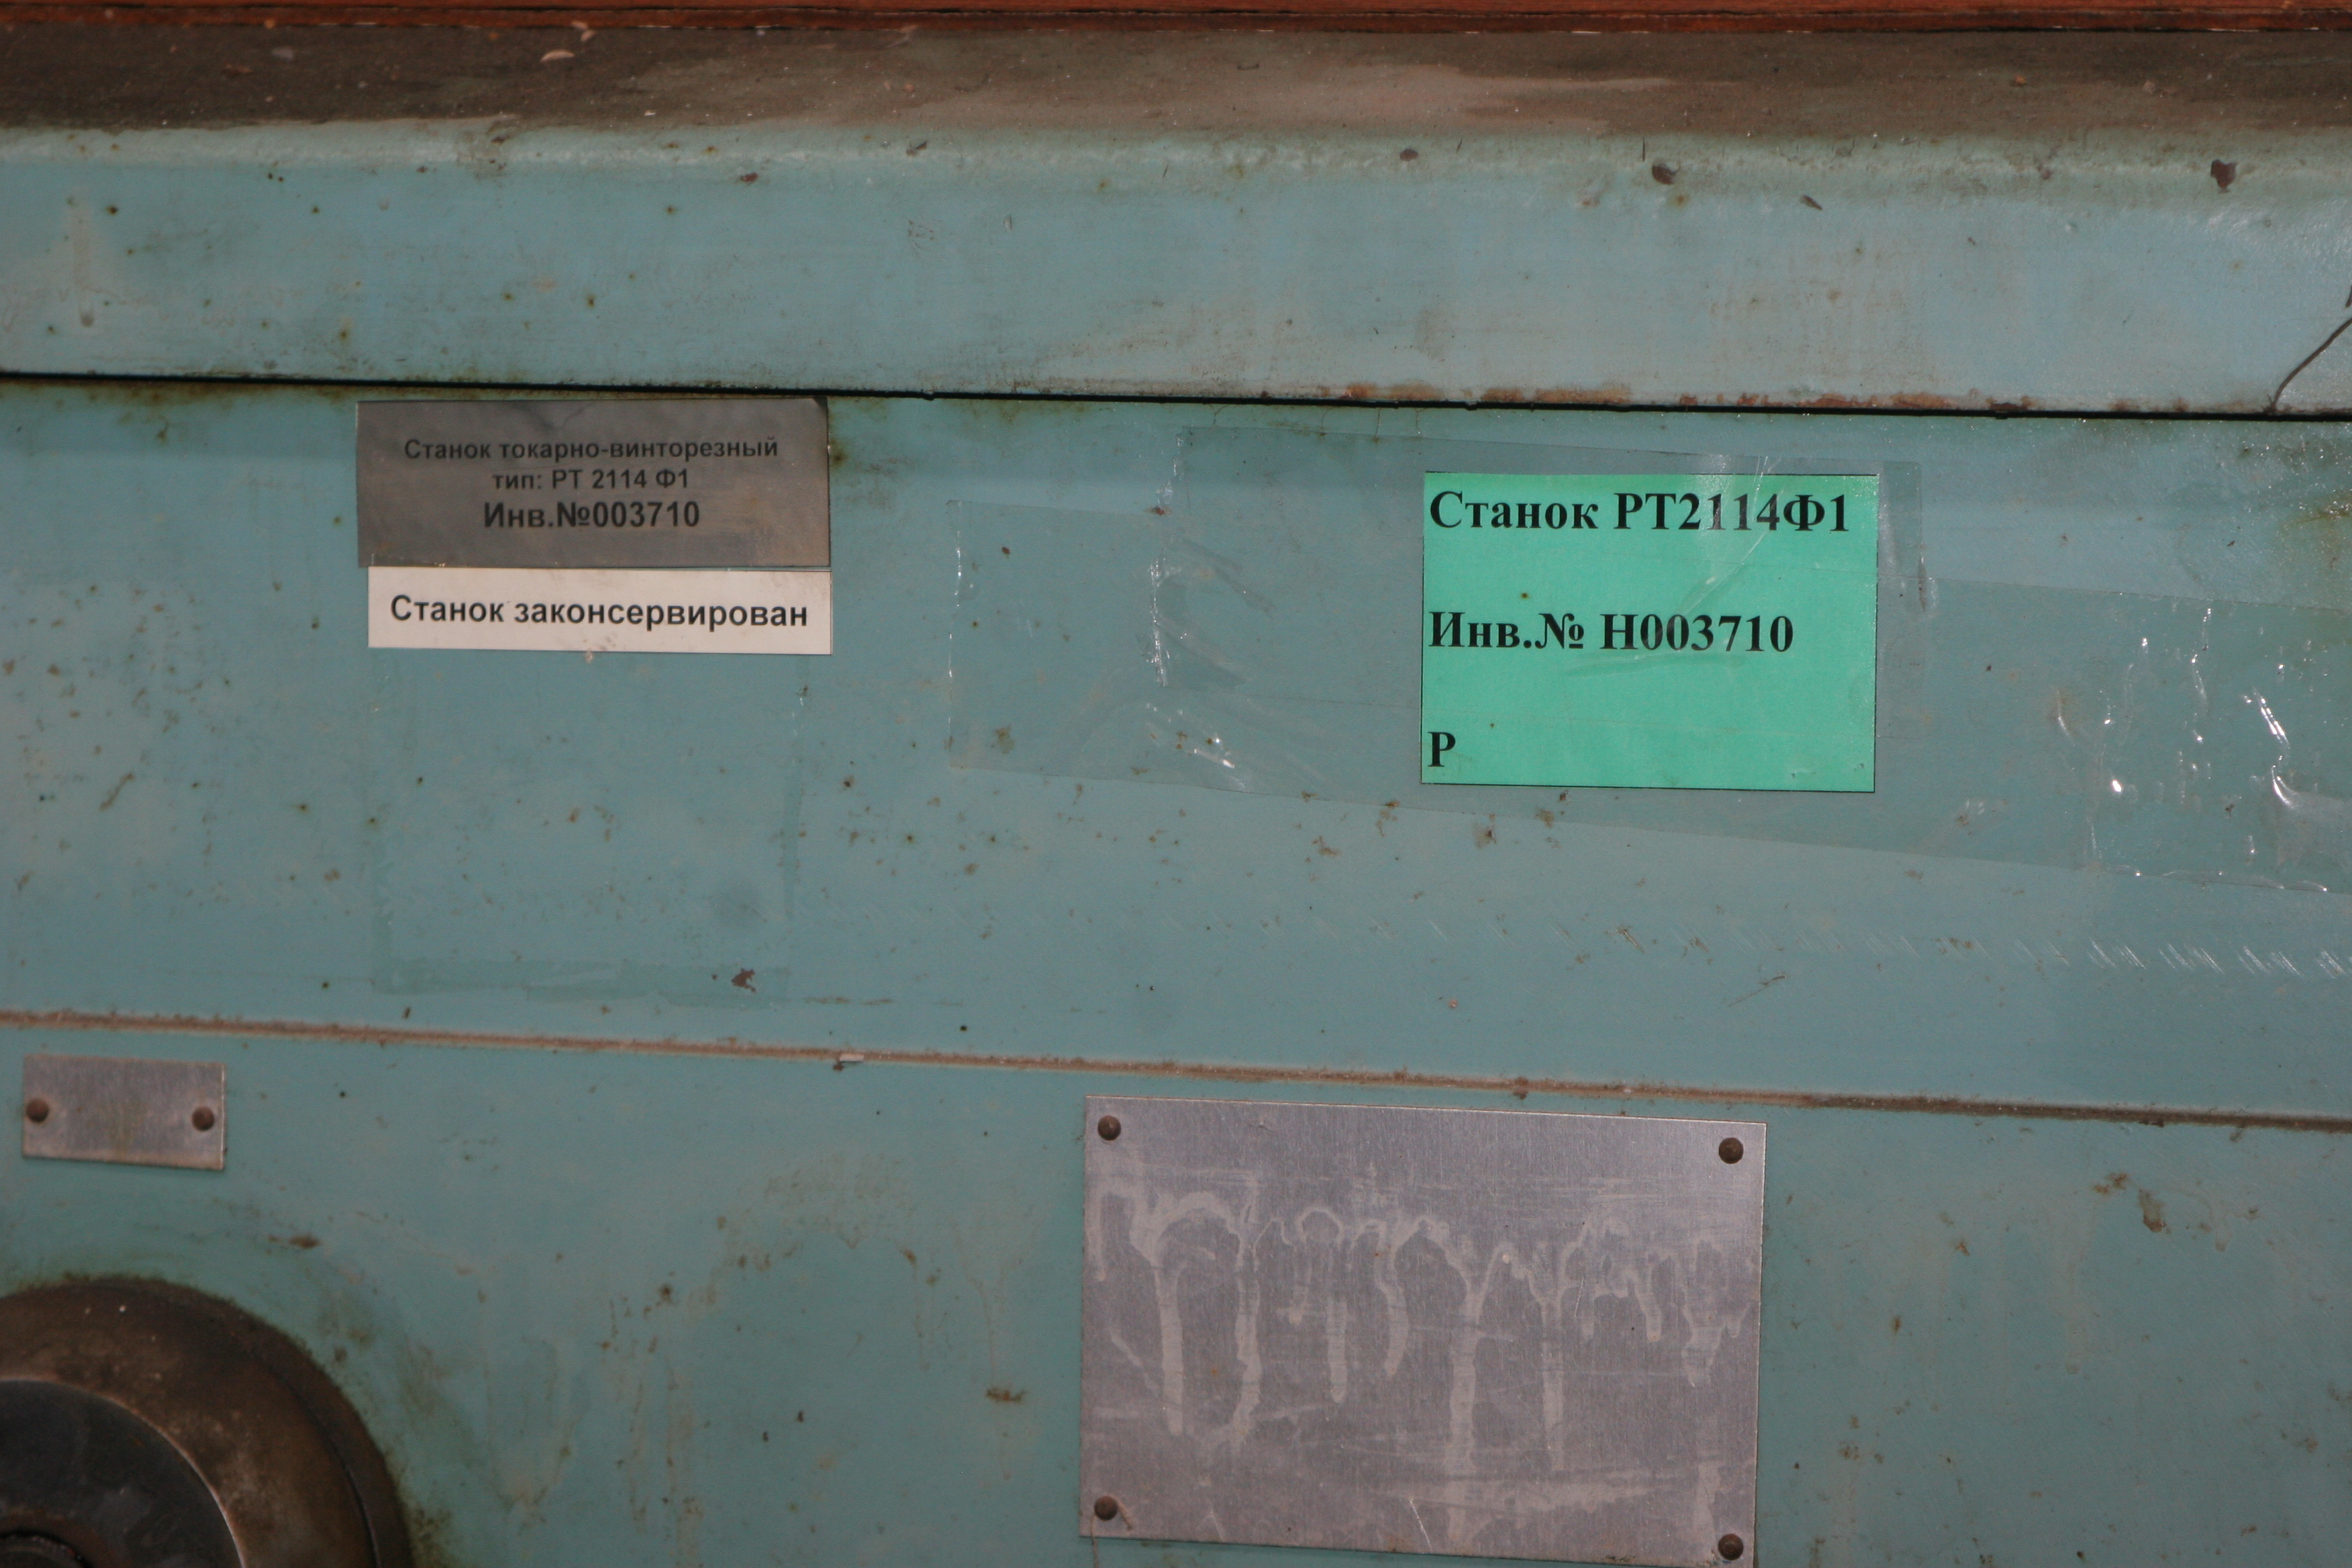 Станок токарно-винторезный
тип: РТ 2114 Ф1
Инв.№003710
Станок законсервирован
Станок РТ2114Ф1
Инв.№ Н003710
Р